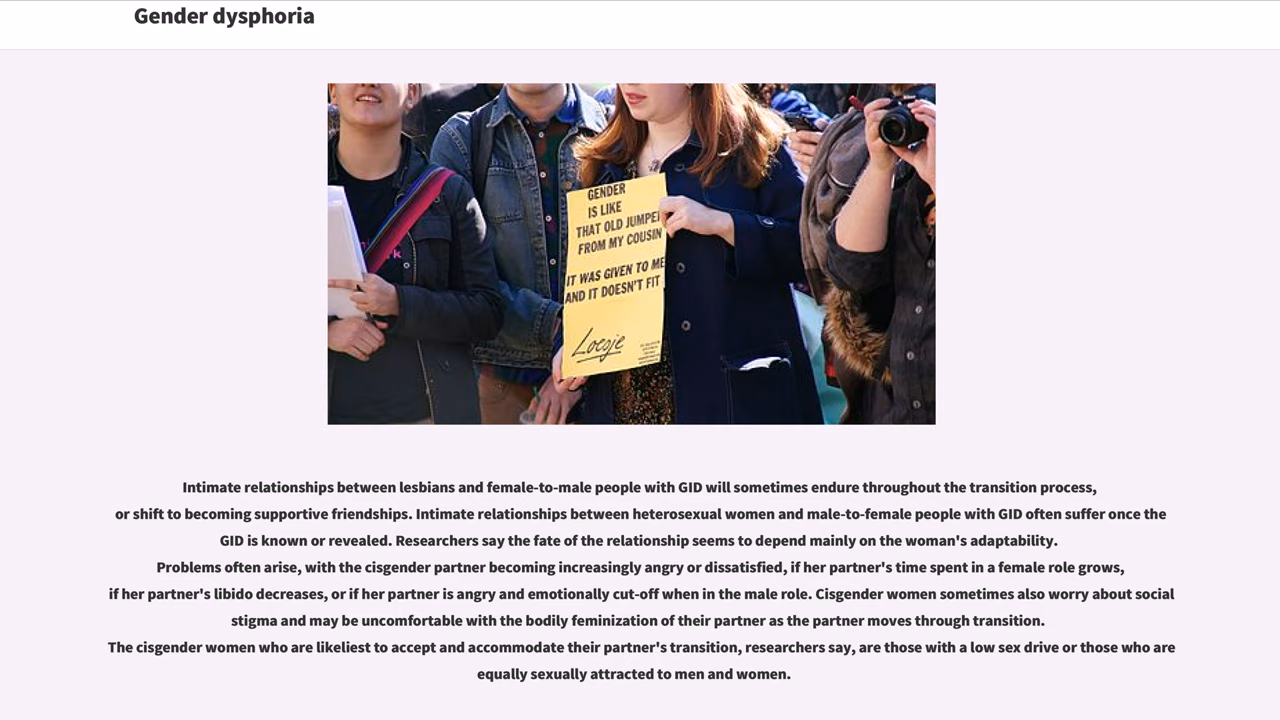 Gender dysphoria
GENDER
IS LIKE
THAT OLD JUMPER
FROM MY COUSIN
IT WAS GIVEN TO ME
AND IT DOESN'T FIT
Loesje
Intimate relationships between lesbians and female-to-male people with GID will sometimes endure throughout the transition process,
or shift to becoming supportive friendships. Intimate relationships between heterosexual women and male-to-female people with GID often suffer once the
GID is known or revealed. Researchers say the fate of the relationship seems to depend mainly on the woman's adaptability.
Problems often arise, with the cisgender partner becoming increasingly angry or dissatisfied, if her partner's time spent in a female role grows,
if her partner's libido decreases, or if her partner is angry and emotionally cut-off when in the male role. Cisgender women sometimes also worry about social
stigma and may be uncomfortable with the bodily feminization of their partner as the partner moves through transition.
The cisgender women who are likeliest to accept and accommodate their partner's transition, researchers say, are those with a low sex drive or those who are
equally sexually attracted to men and women.